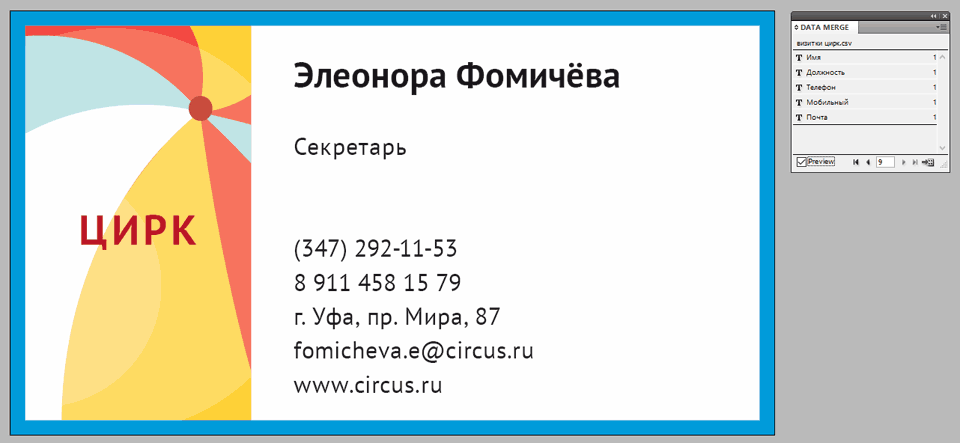 ЦИРК
Элеонора Фомичёва
Секретарь
(347) 292-11-53
8 911 458 15 79
г. Уфа, пр. Мира, 87
fomicheva.e@circus.ru
www.circus.ru
DATA MERGE
визитки цирк.csv
T Имя 1
T Должность 1
T Телефон 1
T Мобильный 1
T Почта 1
Preview 9